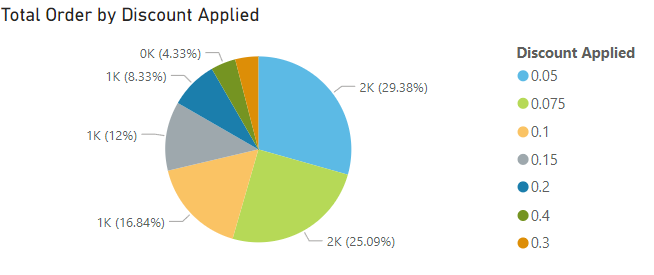 Total Order by Discount Applied
0K (4.33%)
1K (8.33%)
1K (12%)
1K (16.84%)
2K (29.38%)
2K (25.09%)
Discount Applied
0.05
0.075
0.1
0.15
0.2
0.4
0.3